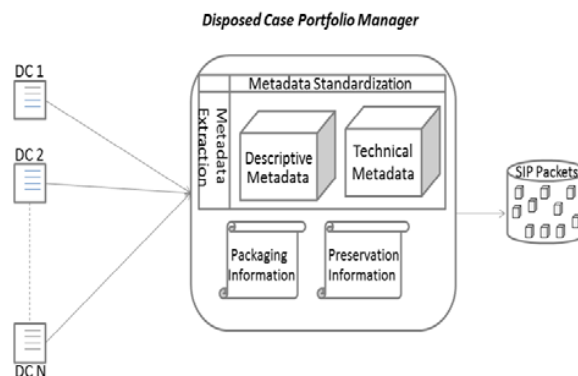 Disposed Case Portfolio Manager
DC 1
DC 2
DC N
Metadata Standardization
Metadata
Extraction
Descriptive
Metadata
Technical
Metadata
Packaging
Information
Preservation
Information
SIP Packets